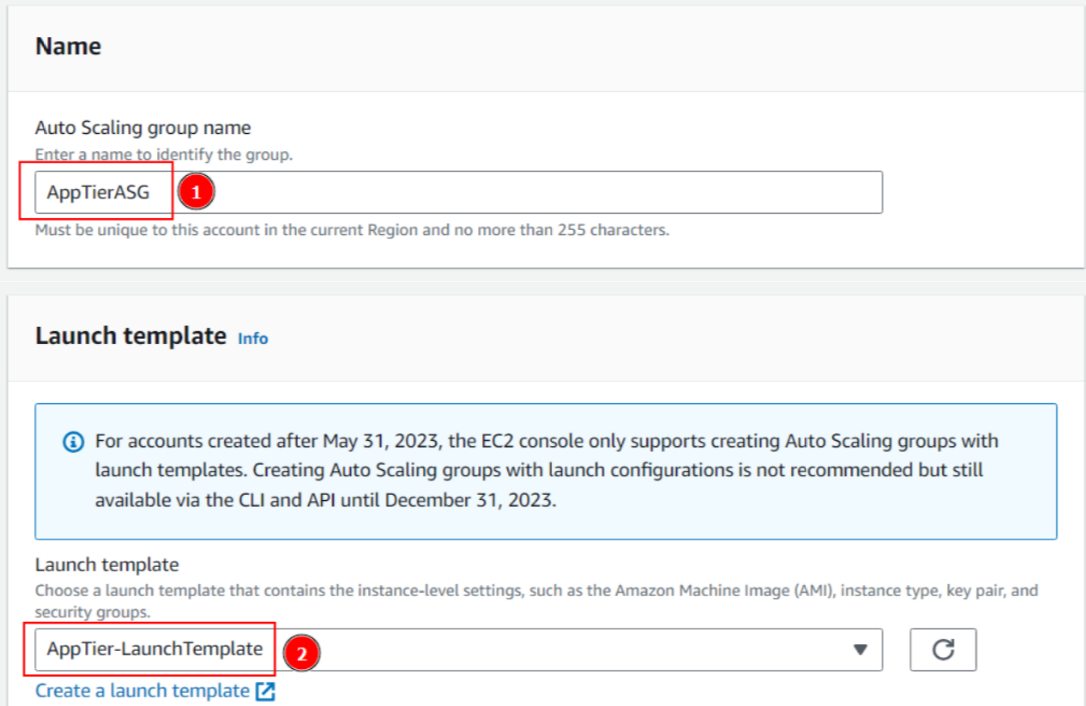 Name
Auto Scaling group name
Enter a name to identify the group.
AppTierASG 1
Must be unique to this account in the current Region and no more than 255 characters.
Launch template Info
For accounts created after May 31, 2023, the EC2 console only supports creating Auto Scaling groups with
launch templates. Creating Auto Scaling groups with launch configurations is not recommended but still
available via the CLI and API until December 31, 2023.
Launch template
Choose a launch template that contains the instance-level settings, such as the Amazon Machine Image (AMI), instance type, key pair, and
security groups.
AppTier-LaunchTemplate 2
Create a launch template